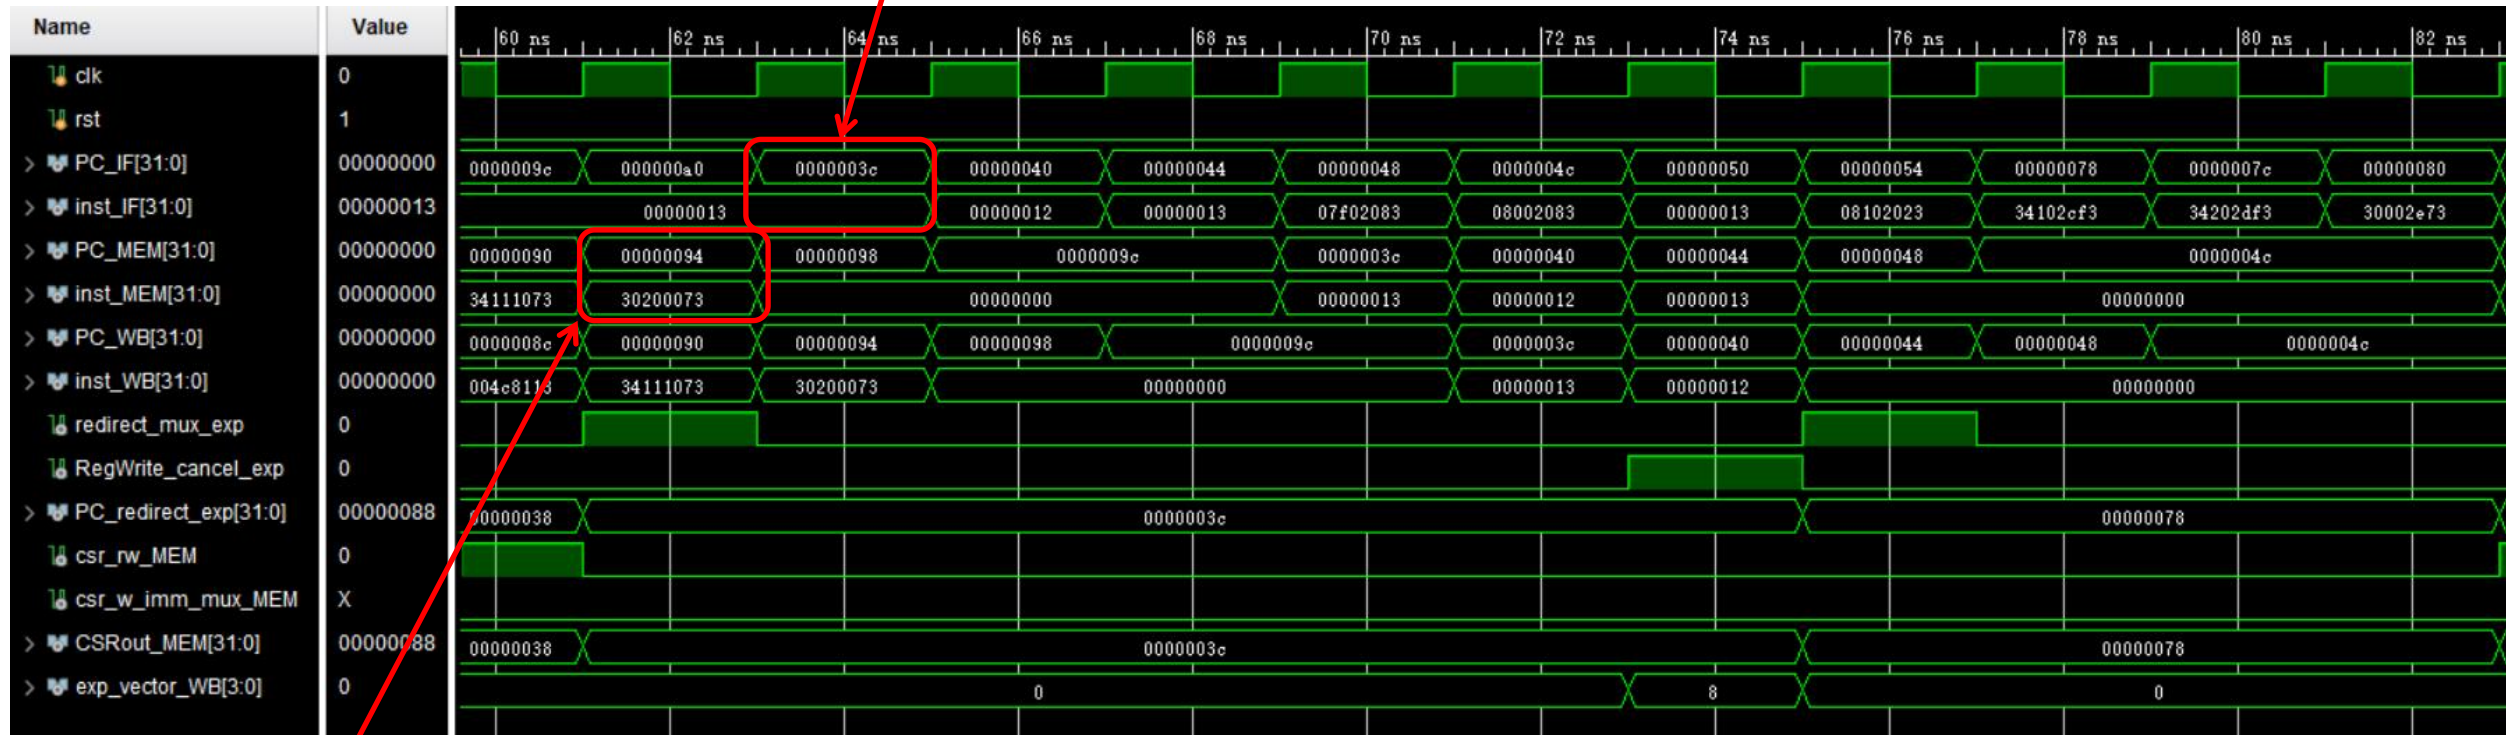 Name Value 60 ns 62 ns 64 ns 66 ns 68 ns 70 ns 72 ns 74 ns 76 ns 78 ns 80 ns 82 ns
clk 0
rst 1
PC_IF[31:0] 00000000 0000009c 000000a0 0000003c 00000040 00000044 00000048 0000004c 00000050 00000054 00000078 0000007c 00000080
inst_IF[31:0] 00000013 00000013 00000012 00000013 07f02083 08002083 00000013 08102023 34102cf3 34202df3 30002e73
PC_MEM[31:0] 00000000 00000090 00000094 00000098 0000009c 0000003c 00000040 00000044 00000048 0000004c
inst_MEM[31:0] 00000000 34111073 30200073 00000000 00000013 00000012 00000013 00000000
PC_WB[31:0] 00000000 0000008c 00000090 00000094 00000098 0000009c 0000003c 00000040 00000044 00000048 0000004c
inst_WB[31:0] 00000000 004c8113 34111073 30200073 00000000 00000013 00000012 00000000
redirect_mux_exp 0
RegWrite_cancel_exp 0
PC_redirect_exp[31:0] 00000088 00000038 0000003c 00000078
csr_rw_MEM 0
csr_w_imm_mux_MEM X
CSRout_MEM[31:0] 00000088 00000038 0000003c 00000078
exp_vector_WB[3:0] 0 0 8 0